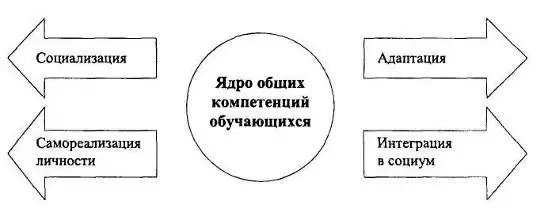 Социализация
Ядро общих
компетенций
обучающихся
Адаптация
Самореализация
личности
Интеграция
в социум